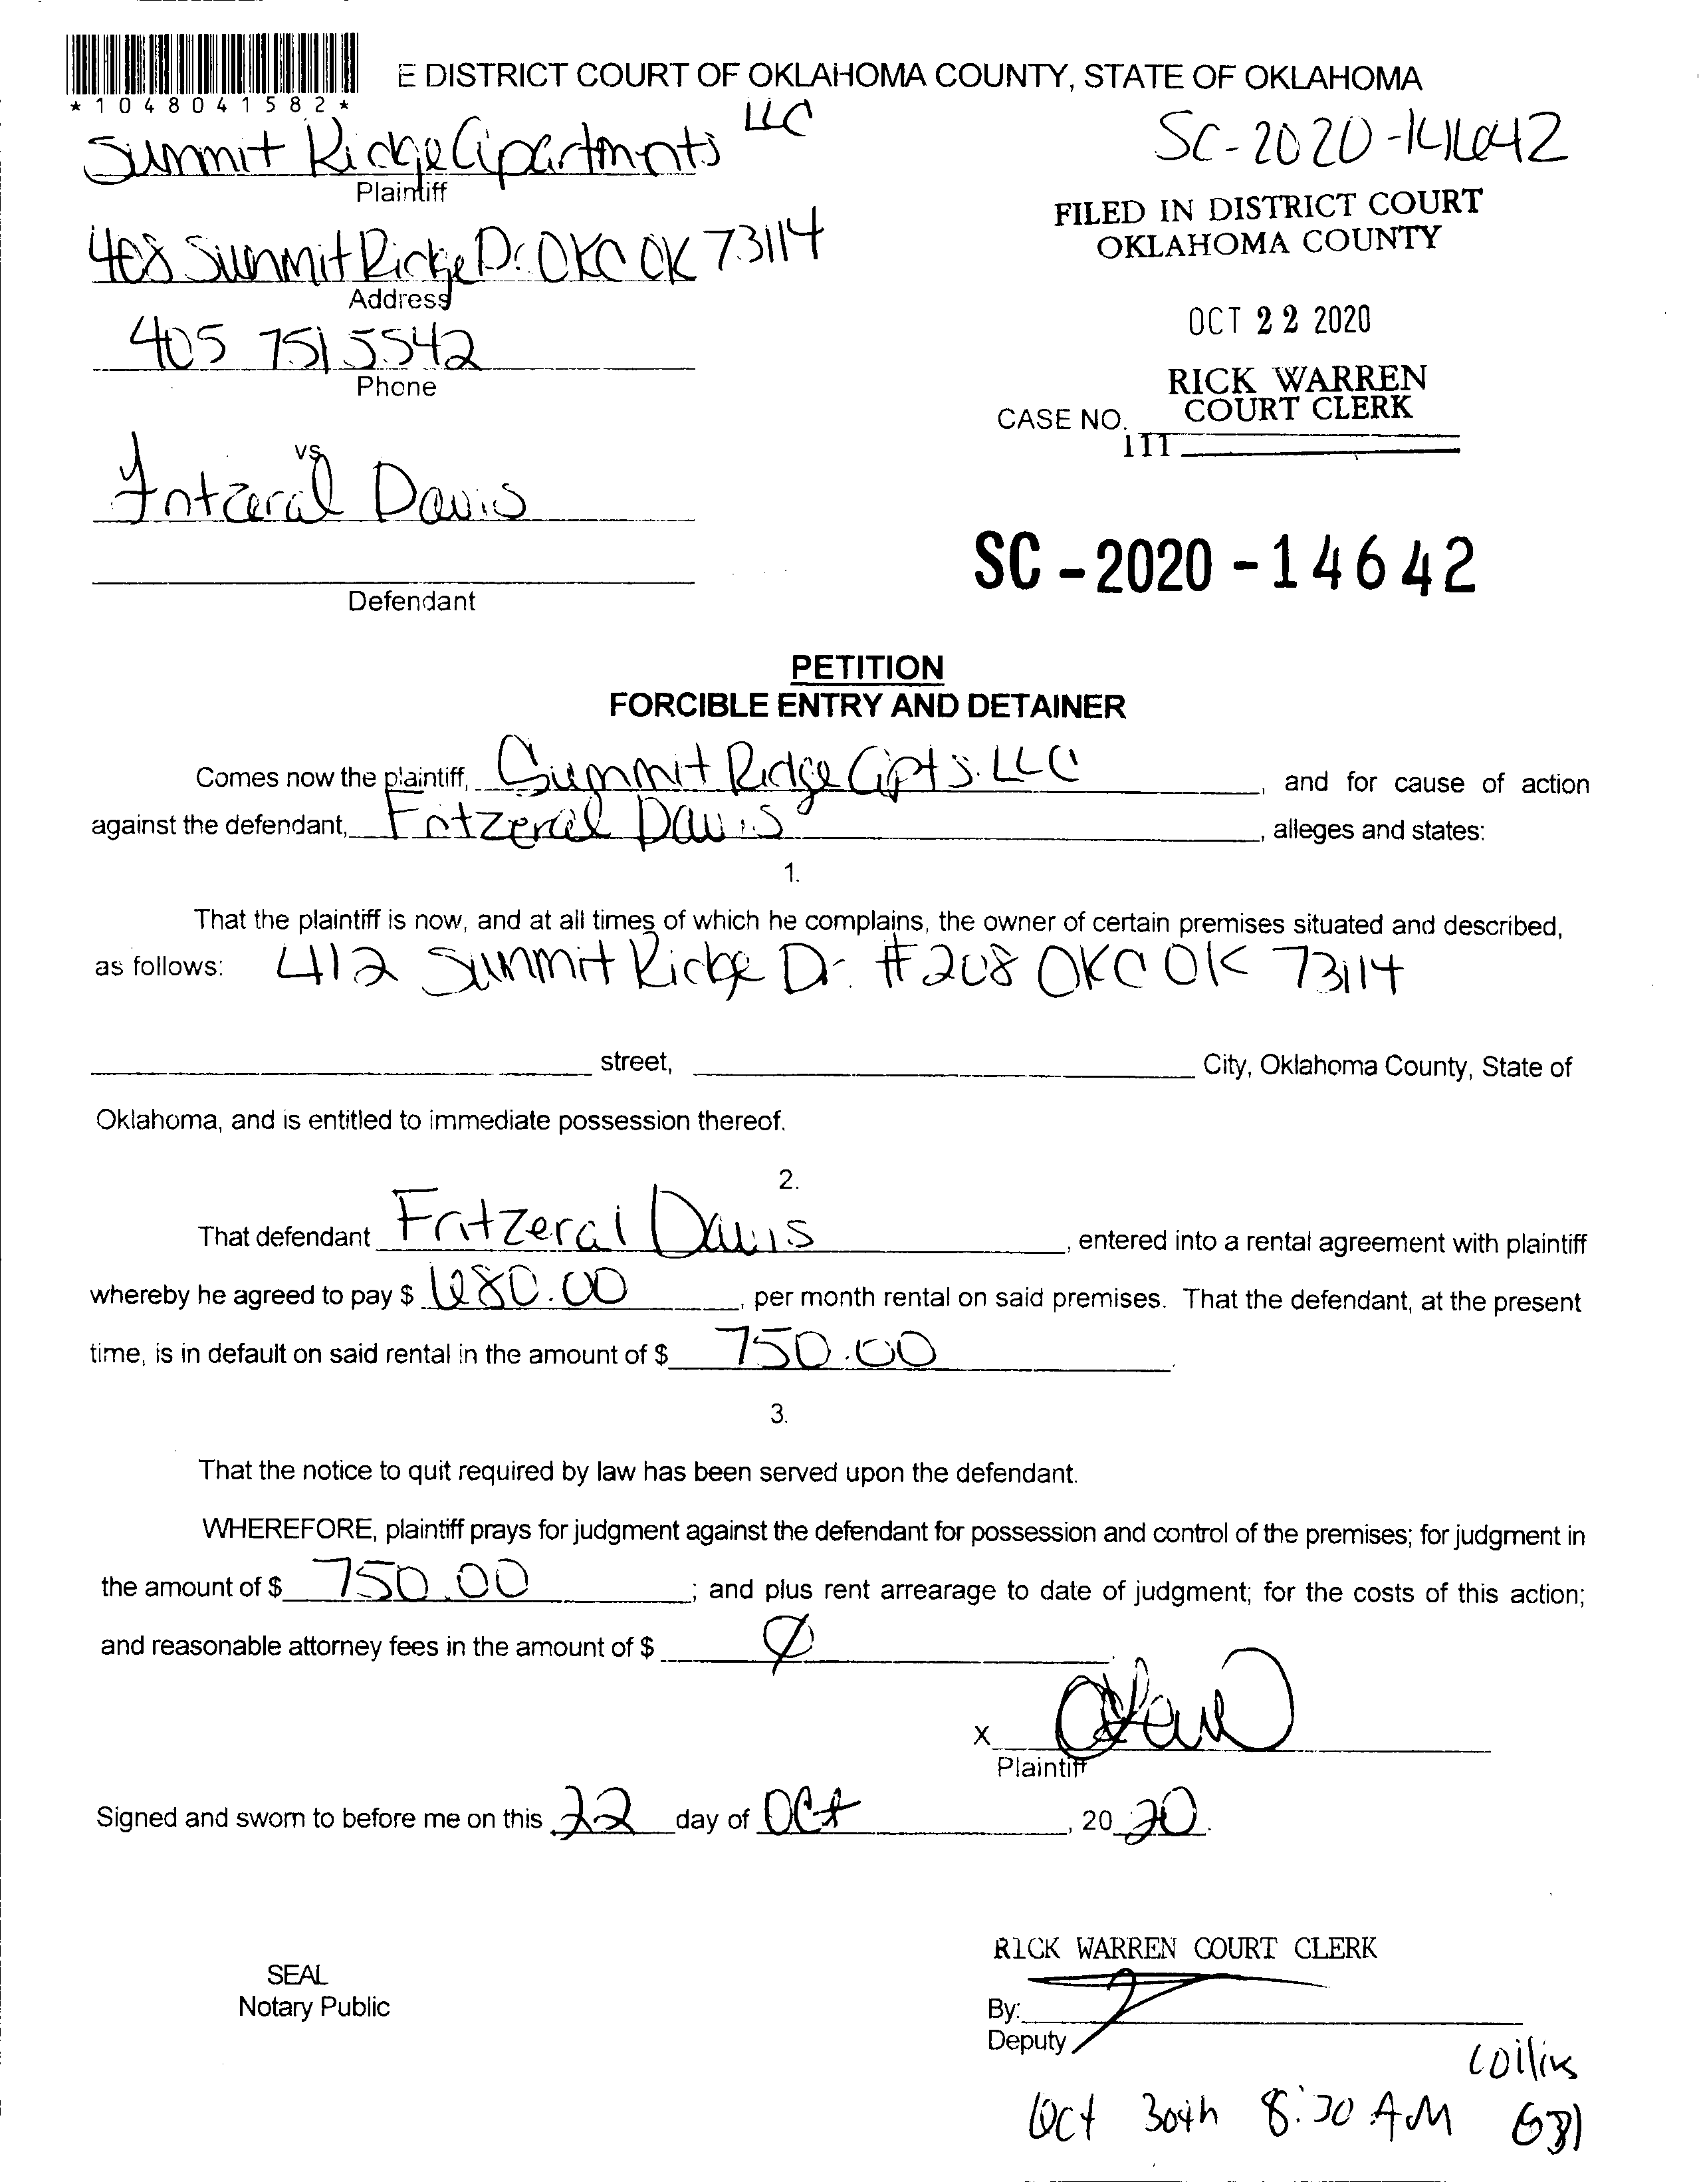 *1048041582*
E DISTRICT COURT OF OKLAHOMA COUNTY, STATE OF OKLAHOMA
Summit Ridge Apartments LLC
Plaintiff
SC-2020-14642
408 Summit Ridge Dr OKC OK 73114
Address
FILED IN DISTRICT COURT
OKLAHOMA COUNTY
405 751 5542
Phone
OCT 22 2020
RICK WARREN
COURT CLERK
CASE NO.
111
vs
Fritzeral Davis
Defendant
SC-2020-14642
PETITION
FORCIBLE ENTRY AND DETAINER
Comes now the plaintiff, Summit Ridge Apts. LLC, and for cause of action
against the defendant, Fritzeral Davis, alleges and states:
1.
That the plaintiff is now, and at all times of which he complains, the owner of certain premises situated and described,
as follows: 412 Summit Ridge Dr. #208 OKC OK 73114
street, City, Oklahoma County, State of
Oklahoma, and is entitled to immediate possession thereof.
2.
That defendant Fritzeral Davis, entered into a rental agreement with plaintiff
whereby he agreed to pay $ 680.00, per month rental on said premises. That the defendant, at the present
time, is in default on said rental in the amount of $ 750.00.
3.
That the notice to quit required by law has been served upon the defendant.
WHEREFORE, plaintiff prays for judgment against the defendant for possession and control of the premises; for judgment in
the amount of $ 750.00; and plus rent arrearage to date of judgment; for the costs of this action;
and reasonable attorney fees in the amount of $ Ø
X
Plaintiff
Signed and sworn to before me on this 22 day of Oct, 2020.
SEAL
Notary Public
RICK WARREN COURT CLERK
By:
Deputy
Collins
Oct 30th 8:30 AM